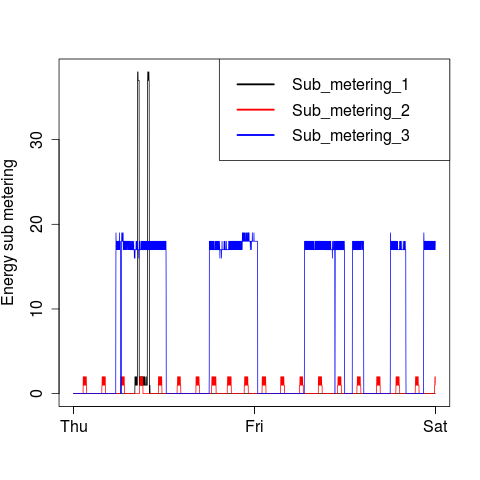 Sub_metering_1
Sub_metering_2
Sub_metering_3
Energy sub metering
30
20
10
0
Thu Fri Sat